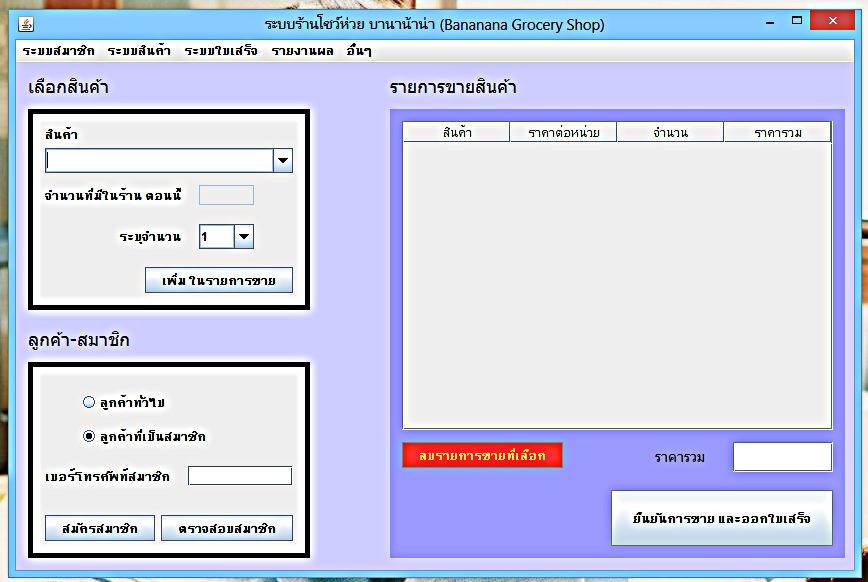 ระบบร้านโชว์ห่วย บานาน้าน่า (Bananana Grocery Shop)
ระบบสมาชิก ระบบสินค้า ระบบใบเสร็จ รายงานผล อื่นๆ
เลือกสินค้า
สินค้า
จำนวนที่มีในร้าน ตอนนี้
ระบุจำนวน 1
เพิ่ม ในรายการขาย
ลูกค้า-สมาชิก
ลูกค้าทั่วไป
ลูกค้าที่เป็นสมาชิก
เบอร์โทรศัพท์สมาชิก
สมัครสมาชิก ตรวจสอบสมาชิก
รายการขายสินค้า
สินค้า ราคาต่อหน่วย จำนวน ราคารวม
ลบรายการขายที่เลือก ราคารวม
ยืนยันการขาย และออกใบเสร็จ